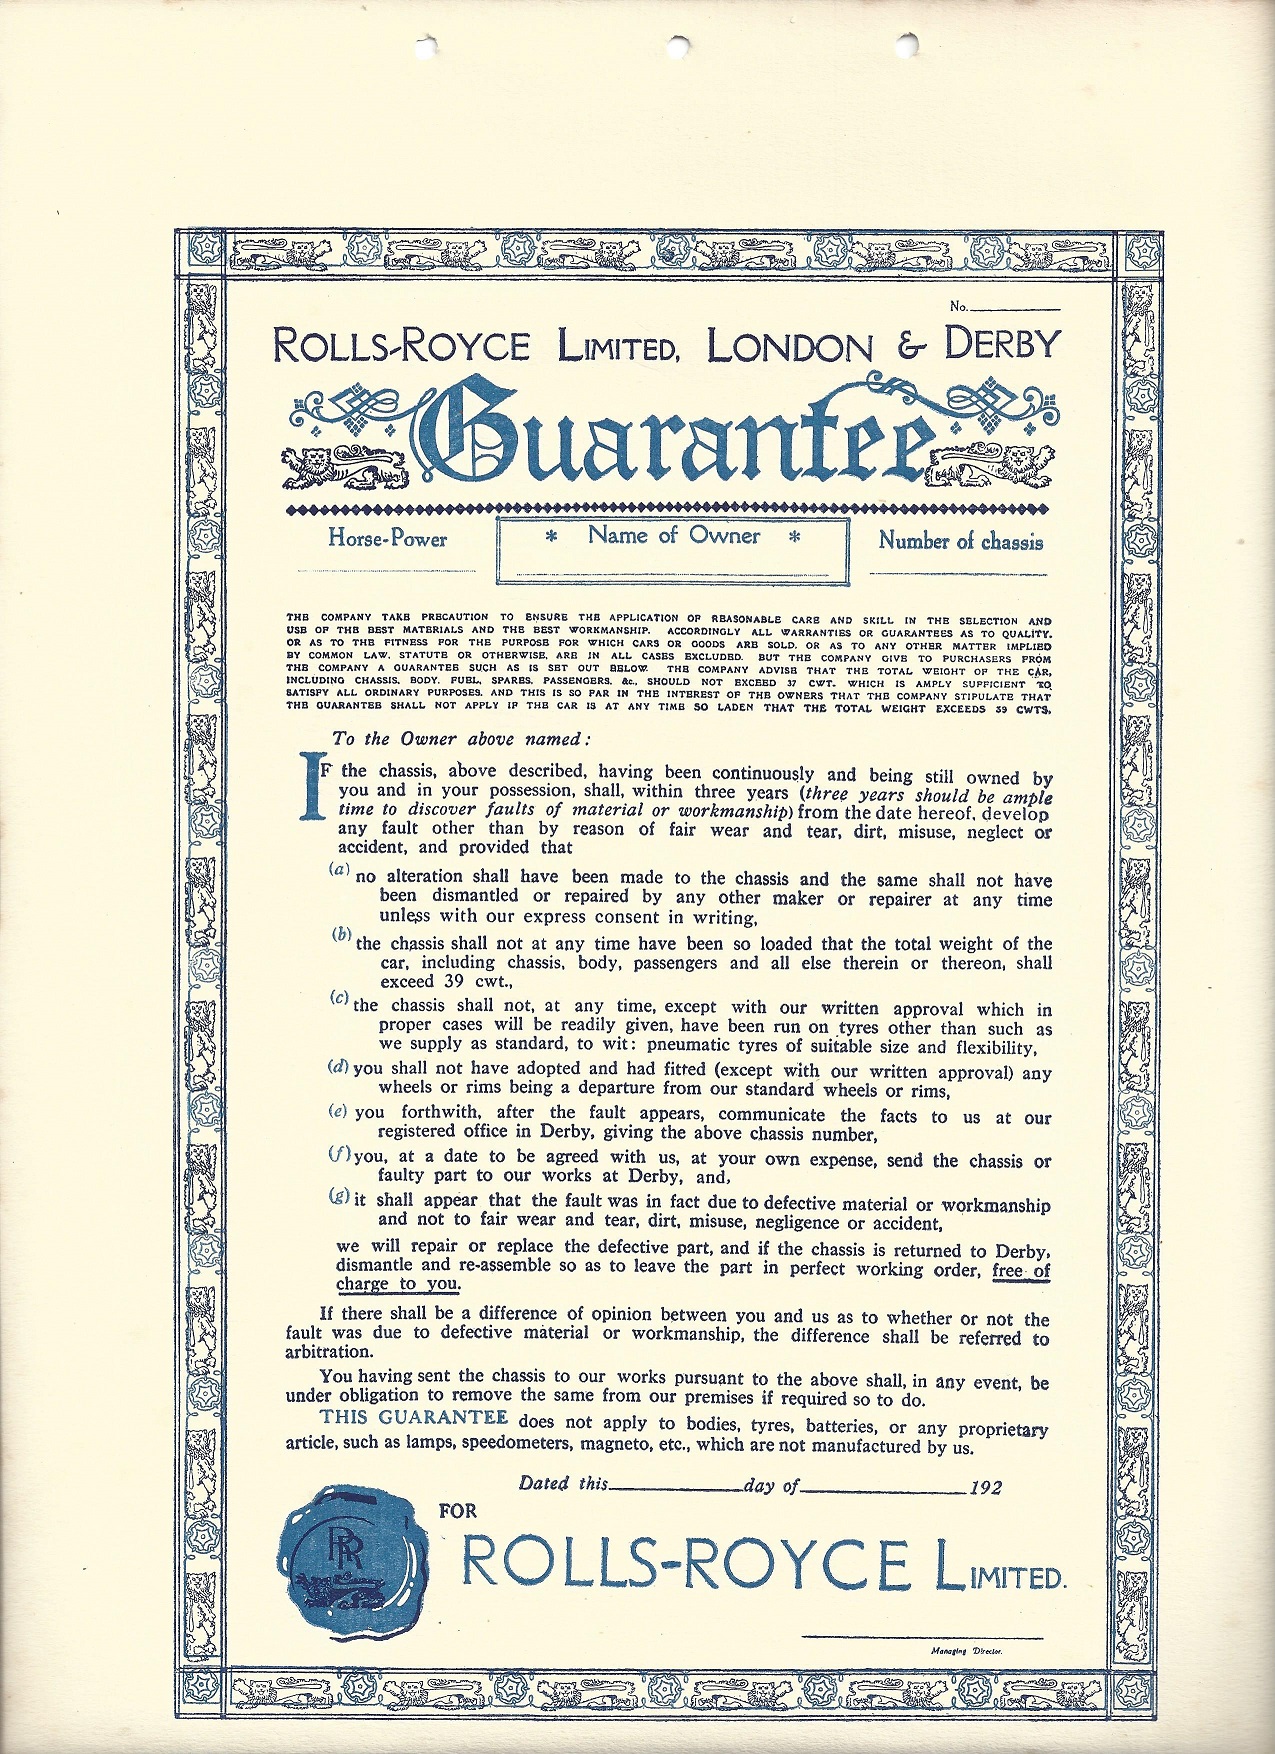 No.
ROLLS-ROYCE LIMITED, LONDON & DERBY
Guarantee
Horse-Power
* Name of Owner *
Number of chassis
THE COMPANY TAKE PRECAUTION TO ENSURE THE APPLICATION OF REASONABLE CARE AND SKILL IN THE SELECTION AND
USE OF THE BEST MATERIALS AND THE BEST WORKMANSHIP. ACCORDINGLY ALL WARRANTIES OR GUARANTEES AS TO QUALITY,
OR AS TO THE FITNESS FOR THE PURPOSE FOR WHICH CARS OR GOODS ARE SOLD, OR AS TO ANY OTHER MATTER IMPLIED
BY COMMON LAW, STATUTE OR OTHERWISE, ARE IN ALL CASES EXCLUDED. BUT THE COMPANY GIVE TO PURCHASERS FROM
THE COMPANY A GUARANTEE SUCH AS IS SET OUT BELOW. THE COMPANY ADVISE THAT THE TOTAL WEIGHT OF THE CAR,
INCLUDING CHASSIS, BODY, FUEL, SPARES, PASSENGERS, &c., SHOULD NOT EXCEED 37 CWT. WHICH IS AMPLY SUFFICIENT TO
SATISFY ALL ORDINARY PURPOSES, AND THIS IS SO FAR IN THE INTEREST OF THE OWNERS THAT THE COMPANY STIPULATE THAT
THE GUARANTEE SHALL NOT APPLY IF THE CAR IS AT ANY TIME SO LADEN THAT THE TOTAL WEIGHT EXCEEDS 39 CWTS.
To the Owner above named:
IF the chassis, above described, having been continuously and being still owned by
you and in your possession, shall, within three years (three years should be ample
time to discover faults of material or workmanship) from the date hereof, develop
any fault other than by reason of fair wear and tear, dirt, misuse, neglect or
accident, and provided that
(a) no alteration shall have been made to the chassis and the same shall not have
been dismantled or repaired by any other maker or repairer at any time
unless with our express consent in writing,
(b) the chassis shall not at any time have been so loaded that the total weight of the
car, including chassis, body, passengers and all else therein or thereon, shall
exceed 39 cwt.,
(c) the chassis shall not, at any time, except with our written approval which in
proper cases will be readily given, have been run on tyres other than such as
we supply as standard, to wit: pneumatic tyres of suitable size and flexibility,
(d) you shall not have adopted and had fitted (except with our written approval) any
wheels or rims being a departure from our standard wheels or rims,
(e) you forthwith, after the fault appears, communicate the facts to us at our
registered office in Derby, giving the above chassis number,
(f) you, at a date to be agreed with us, at your own expense, send the chassis or
faulty part to our works at Derby, and,
(g) it shall appear that the fault was in fact due to defective material or workmanship
and not to fair wear and tear, dirt, misuse, negligence or accident,
we will repair or replace the defective part, and if the chassis is returned to Derby,
dismantle and re-assemble so as to leave the part in perfect working order, free of
charge to you.
If there shall be a difference of opinion between you and us as to whether or not the
fault was due to defective material or workmanship, the difference shall be referred to
arbitration.
You having sent the chassis to our works pursuant to the above shall, in any event, be
under obligation to remove the same from our premises if required so to do.
THIS GUARANTEE does not apply to bodies, tyres, batteries, or any proprietary
article, such as lamps, speedometers, magneto, etc., which are not manufactured by us.
Dated this day of 192
FOR
RR
ROLLS-ROYCE LIMITED.
Managing Director.